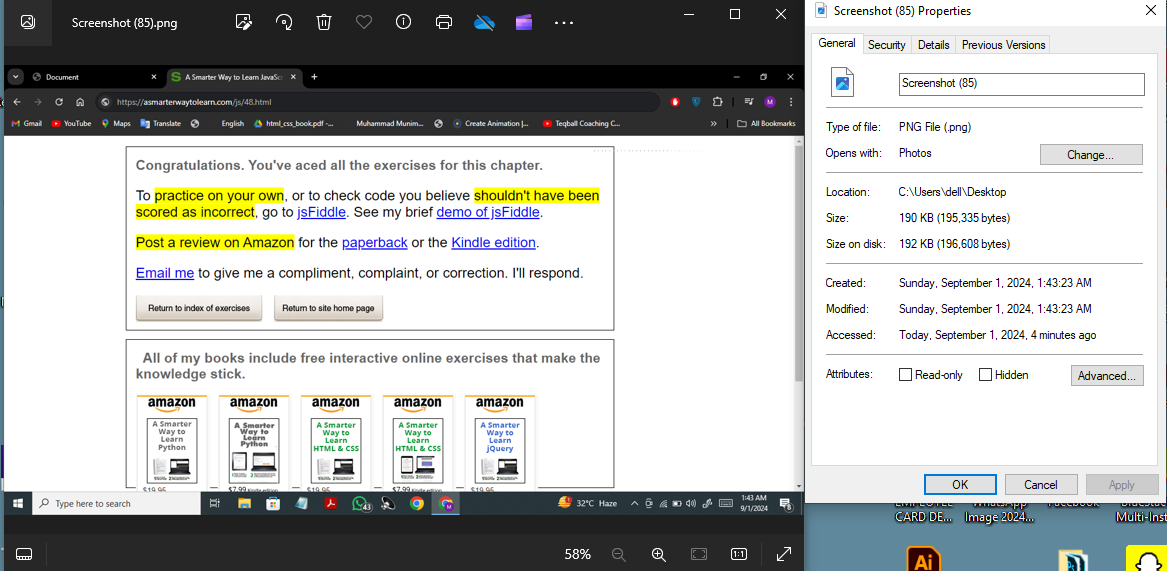 Screenshot (85).png
Document
A Smarter Way to Learn JavaSc
https://asmarterwaytolearn.com/js/48.html
M
Gmail
YouTube
Maps
Translate
English
html_css_book.pdf -...
Muhammad Munim...
Create Animation |...
Teqball Coaching C...
»
All Bookmarks
Congratulations. You've aced all the exercises for this chapter.
To practice on your own, or to check code you believe shouldn't have been
scored as incorrect, go to jsFiddle. See my brief demo of jsFiddle.
Post a review on Amazon for the paperback or the Kindle edition.
Email me to give me a compliment, complaint, or correction. I'll respond.
Return to index of exercises
Return to site home page
All of my books include free interactive online exercises that make the
knowledge stick.
amazon
A Smarter
Way to
Learn
Python
$19.95
amazon
A Smarter
Way to
Learn
Python
$7.99 Kindle edition
amazon
A Smarter
Way to
Learn
HTML & CSS
$19.95
amazon
A Smarter
Way to
Learn
HTML & CSS
$7.99 Kindle edition
amazon
A Smarter
Way to
Learn
jQuery
$19.95
Type here to search
43
32°C Haze
1:43 AM
9/1/2024
8
58%
1:1
Screenshot (85) Properties
General
Security
Details
Previous Versions
Screenshot (85)
Type of file: PNG File (.png)
Opens with: Photos
Change...
Location: C:\Users\dell\Desktop
Size: 190 KB (195,335 bytes)
Size on disk: 192 KB (196,608 bytes)
Created: Sunday, September 1, 2024, 1:43:23 AM
Modified: Sunday, September 1, 2024, 1:43:23 AM
Accessed: Today, September 1, 2024, 4 minutes ago
Attributes: Read-only Hidden
Advanced...
OK
Cancel
Apply
EMPLOYEE
CARD DE...
WhatsApp
Image 2024...
Facebook
Multi-Inst
Ai